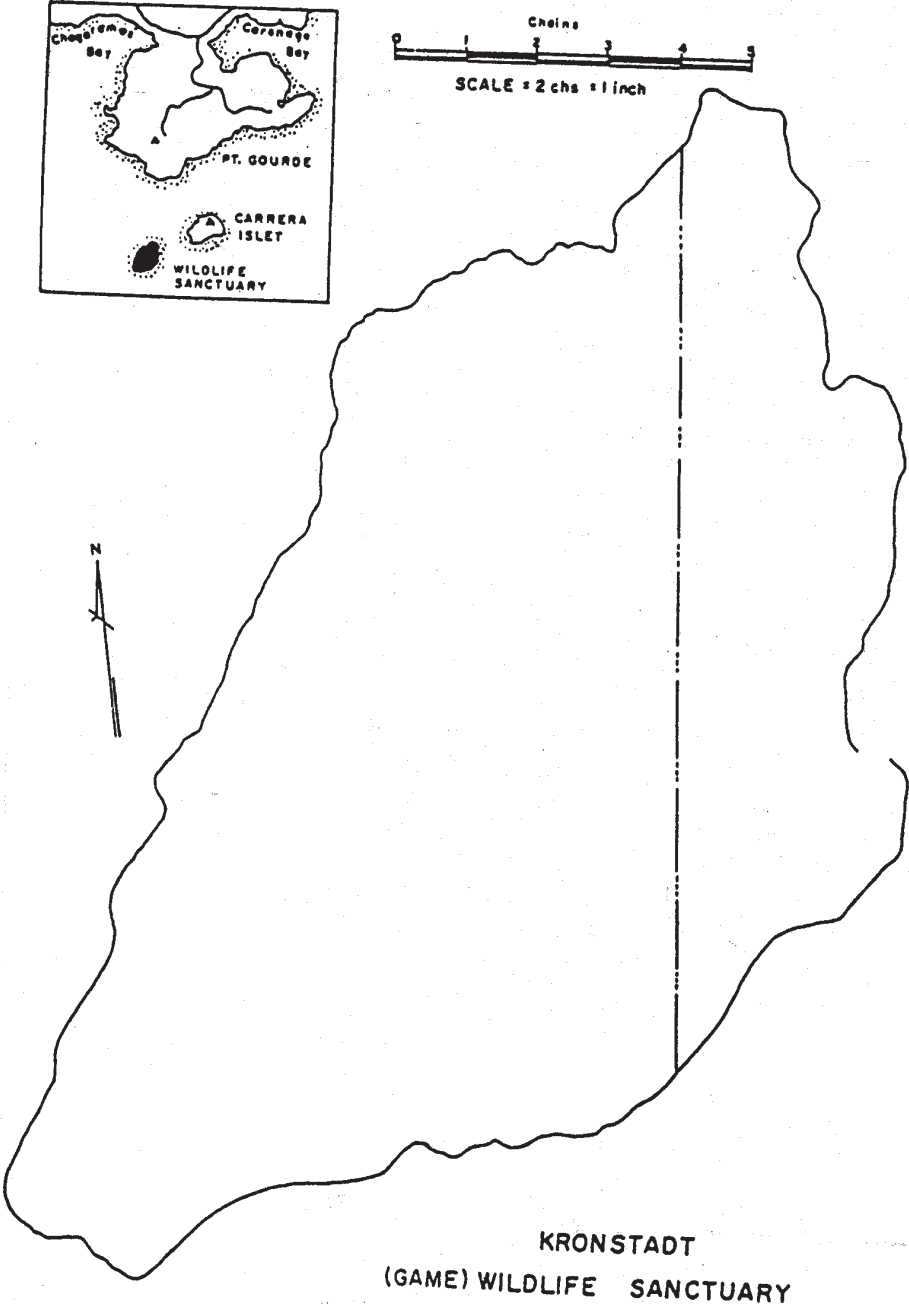 Chaguramus
Bay
Carenage
Bay
PT. GOURDE
CARRERA
ISLET
WILDLIFE
SANCTUARY
Chains
0 1 2 3 4 5
SCALE = 2 chs = 1 inch
N
KRONSTADT
(GAME) WILDLIFE SANCTUARY